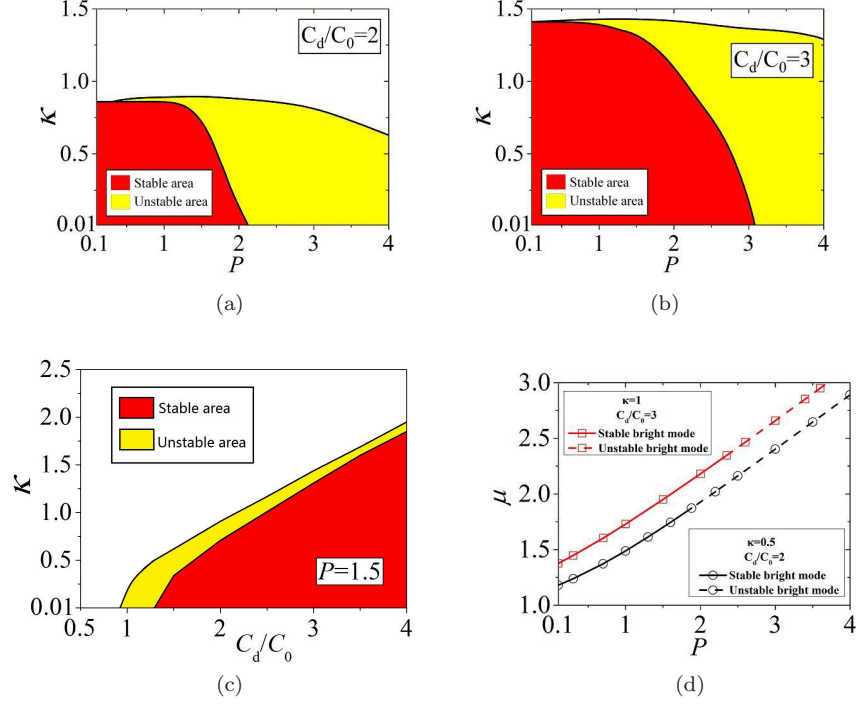 1.5
C_d/C_0=2
1.0
κ
0.5
Stable area
Unstable area
0.01
0.1 1 2 3 4
P
(a)
1.5
C_d/C_0=3
1.0
κ
0.5
Stable area
Unstable area
0.01
0.1 1 2 3 4
P
(b)
2.5
2.0
Stable area
Unstable area
1.5
κ
1.0
0.5
P=1.5
0.01
0.5 1 2 3 4
C_d/C_0
(c)
3.0
κ=1
C_d/C_0=3
Stable bright mode
Unstable bright mode
2.5
μ
2.0
1.5
κ=0.5
C_d/C_0=2
Stable bright mode
Unstable bright mode
1.0
0.1 1 2 3 4
P
(d)